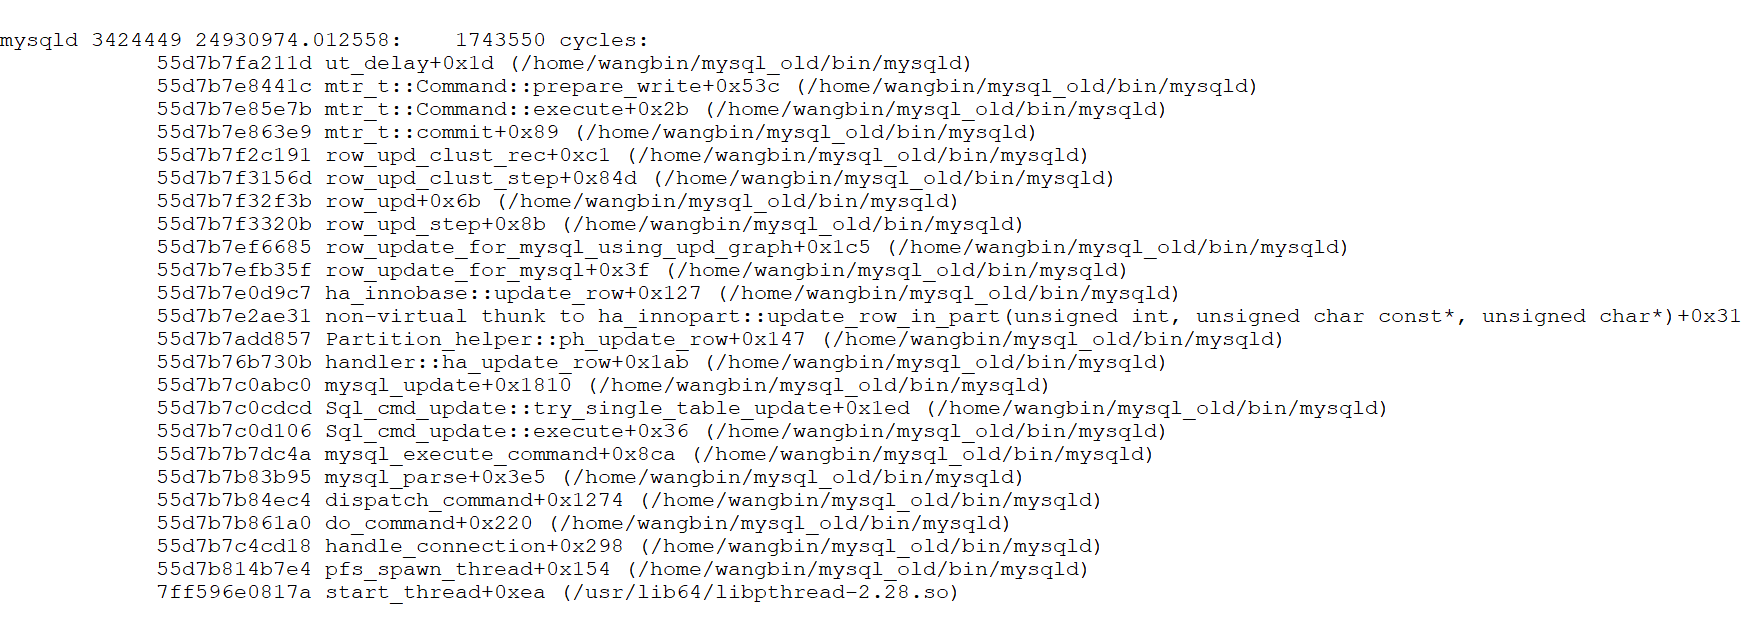 mysqld 3424449 24930974.012558:    1743550 cycles:
55d7b7fa211d ut_delay+0x1d (/home/wangbin/mysql_old/bin/mysqld)
55d7b7e8441c mtr_t::Command::prepare_write+0x53c (/home/wangbin/mysql_old/bin/mysqld)
55d7b7e85e7b mtr_t::Command::execute+0x2b (/home/wangbin/mysql_old/bin/mysqld)
55d7b7e863e9 mtr_t::commit+0x89 (/home/wangbin/mysql_old/bin/mysqld)
55d7b7f2c191 row_upd_clust_rec+0xc1 (/home/wangbin/mysql_old/bin/mysqld)
55d7b7f3156d row_upd_clust_step+0x84d (/home/wangbin/mysql_old/bin/mysqld)
55d7b7f32f3b row_upd+0x6b (/home/wangbin/mysql_old/bin/mysqld)
55d7b7f3320b row_upd_step+0x8b (/home/wangbin/mysql_old/bin/mysqld)
55d7b7ef6685 row_update_for_mysql_using_upd_graph+0x1c5 (/home/wangbin/mysql_old/bin/mysqld)
55d7b7efb35f row_update_for_mysql+0x3f (/home/wangbin/mysql_old/bin/mysqld)
55d7b7e0d9c7 ha_innobase::update_row+0x127 (/home/wangbin/mysql_old/bin/mysqld)
55d7b7e2ae31 non-virtual thunk to ha_innopart::update_row_in_part(unsigned int, unsigned char const*, unsigned char*)+0x31
55d7b7add857 Partition_helper::ph_update_row+0x147 (/home/wangbin/mysql_old/bin/mysqld)
55d7b76b730b handler::ha_update_row+0x1ab (/home/wangbin/mysql_old/bin/mysqld)
55d7b7c0abc0 mysql_update+0x1810 (/home/wangbin/mysql_old/bin/mysqld)
55d7b7c0cdcd Sql_cmd_update::try_single_table_update+0x1ed (/home/wangbin/mysql_old/bin/mysqld)
55d7b7c0d106 Sql_cmd_update::execute+0x36 (/home/wangbin/mysql_old/bin/mysqld)
55d7b7b7dc4a mysql_execute_command+0x8ca (/home/wangbin/mysql_old/bin/mysqld)
55d7b7b83b95 mysql_parse+0x3e5 (/home/wangbin/mysql_old/bin/mysqld)
55d7b7b84ec4 dispatch_command+0x1274 (/home/wangbin/mysql_old/bin/mysqld)
55d7b7b861a0 do_command+0x220 (/home/wangbin/mysql_old/bin/mysqld)
55d7b7c4cd18 handle_connection+0x298 (/home/wangbin/mysql_old/bin/mysqld)
55d7b814b7e4 pfs_spawn_thread+0x154 (/home/wangbin/mysql_old/bin/mysqld)
7ff596e0817a start_thread+0xea (/usr/lib64/libpthread-2.28.so)